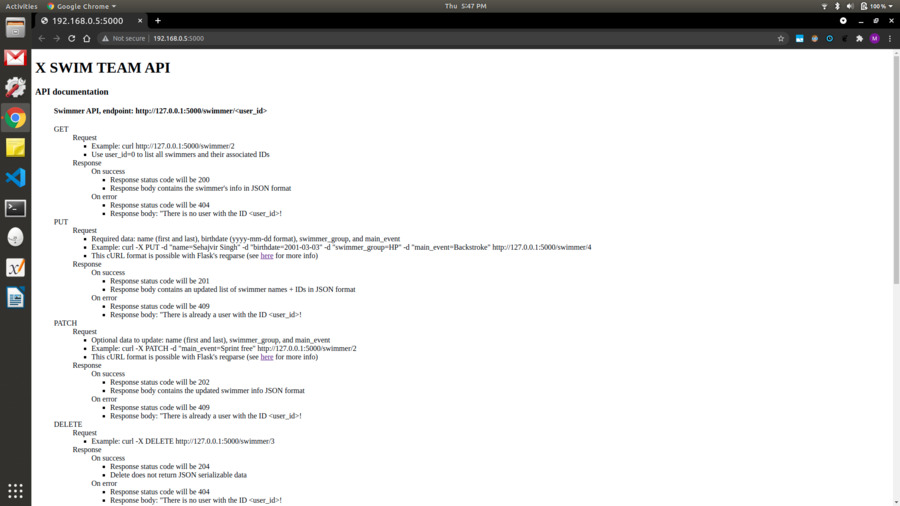 Activities
Google Chrome
Thu 5:47 PM
100 %
192.168.0.5:5000
Not secure
192.168.0.5:5000
M
X SWIM TEAM API
API documentation
Swimmer API, endpoint: http://127.0.0.1:5000/swimmer/<user_id>
GET
Request
Example: curl http://127.0.0.1:5000/swimmer/2
Use user_id=0 to list all swimmers and their associated IDs
Response
On success
Response status code will be 200
Response body contains the swimmer's info in JSON format
On error
Response status code will be 404
Response body: "There is no user with the ID <user_id>!
PUT
Request
Required data: name (first and last), birthdate (yyyy-mm-dd format), swimmer_group, and main_event
Example: curl -X PUT -d "name=Sehajvir Singh" -d "birthdate=2001-03-03" -d "swimmer_group=HP" -d "main_event=Backstroke" http://127.0.0.1:5000/swimmer/4
This cURL format is possible with Flask's reqparse (see here for more info)
Response
On success
Response status code will be 201
Response body contains an updated list of swimmer names + IDs in JSON format
On error
Response status code will be 409
Response body: "There is already a user with the ID <user_id>!
PATCH
Request
Optional data to update: name (first and last), swimmer_group, and main_event
Example: curl -X PATCH -d "main_event=Sprint free" http://127.0.0.1:5000/swimmer/2
This cURL format is possible with Flask's reqparse (see here for more info)
Response
On success
Response status code will be 202
Response body contains the updated swimmer info JSON format
On error
Response status code will be 409
Response body: "There is already a user with the ID <user_id>!
DELETE
Request
Example: curl -X DELETE http://127.0.0.1:5000/swimmer/3
Response
On success
Response status code will be 204
Delete does not return JSON serializable data
On error
Response status code will be 404
Response body: "There is no user with the ID <user_id>!